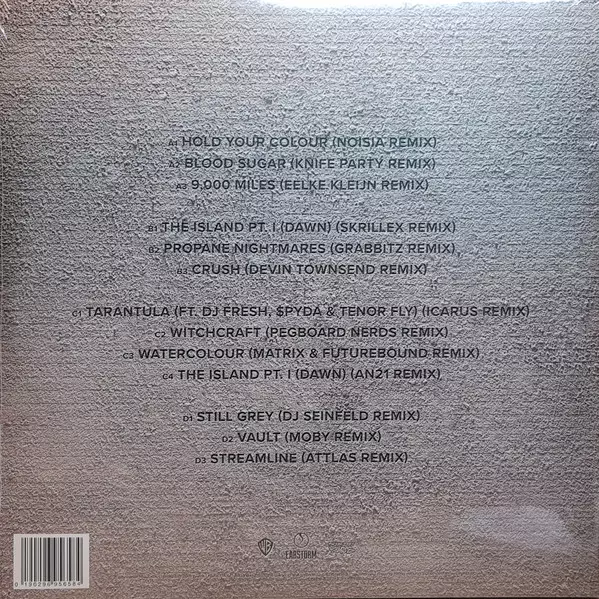 A1 HOLD YOUR COLOUR (NOISIA REMIX)
A2 BLOOD SUGAR (KNIFE PARTY REMIX)
A3 9,000 MILES (EELKE KLEIJN REMIX)
B1 THE ISLAND PT. I (DAWN) (SKRILLEX REMIX)
B2 PROPANE NIGHTMARES (GRABBITZ REMIX)
B3 CRUSH (DEVIN TOWNSEND REMIX)
C1 TARANTULA (FT. DJ FRESH, $PYDA & TENOR FLY) (ICARUS REMIX)
C2 WITCHCRAFT (PEGBOARD NERDS REMIX)
C3 WATERCOLOUR (MATRIX & FUTUREBOUND REMIX)
C4 THE ISLAND PT. I (DAWN) (AN21 REMIX)
D1 STILL GREY (DJ SEINFELD REMIX)
D2 VAULT (MOBY REMIX)
D3 STREAMLINE (ATTLAS REMIX)
WB EARSTORM
0 190296 956584